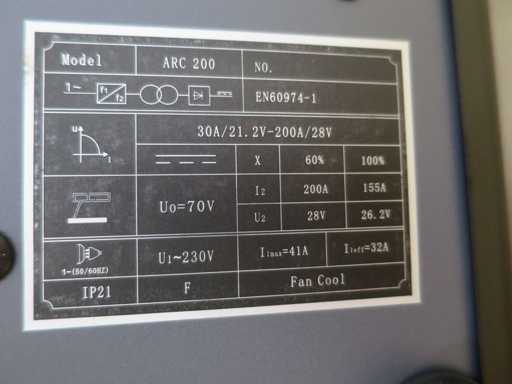 Model ARC 200 NO.
1~ f1 f2 EN60974-1
U I 30A/21.2V-200A/28V
X 60% 100%
I2 200A 155A
Uo=70V
U2 28V 26.2V
1~(50/60HZ) U1~230V I1max=41A I1eff=32A
IP21 F Fan Cool